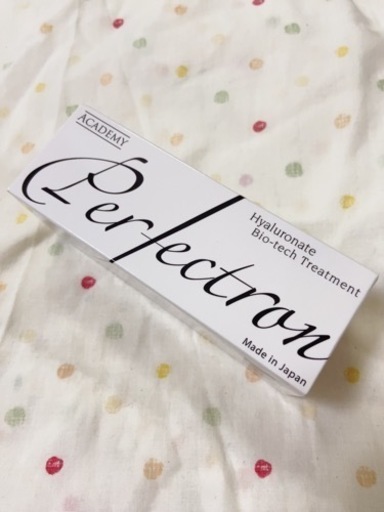 ACADEMY
Perfectron
Hyaluronate
Bio-tech Treatment
Made in Japan